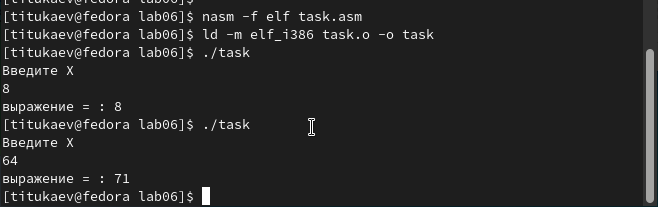 [titukaev@fedora lab06]$ nasm -f elf task.asm
[titukaev@fedora lab06]$ ld -m elf_i386 task.o -o task
[titukaev@fedora lab06]$ ./task
Введите X
8
выражение = : 8
[titukaev@fedora lab06]$ ./task
Введите X
64
выражение = : 71
[titukaev@fedora lab06]$